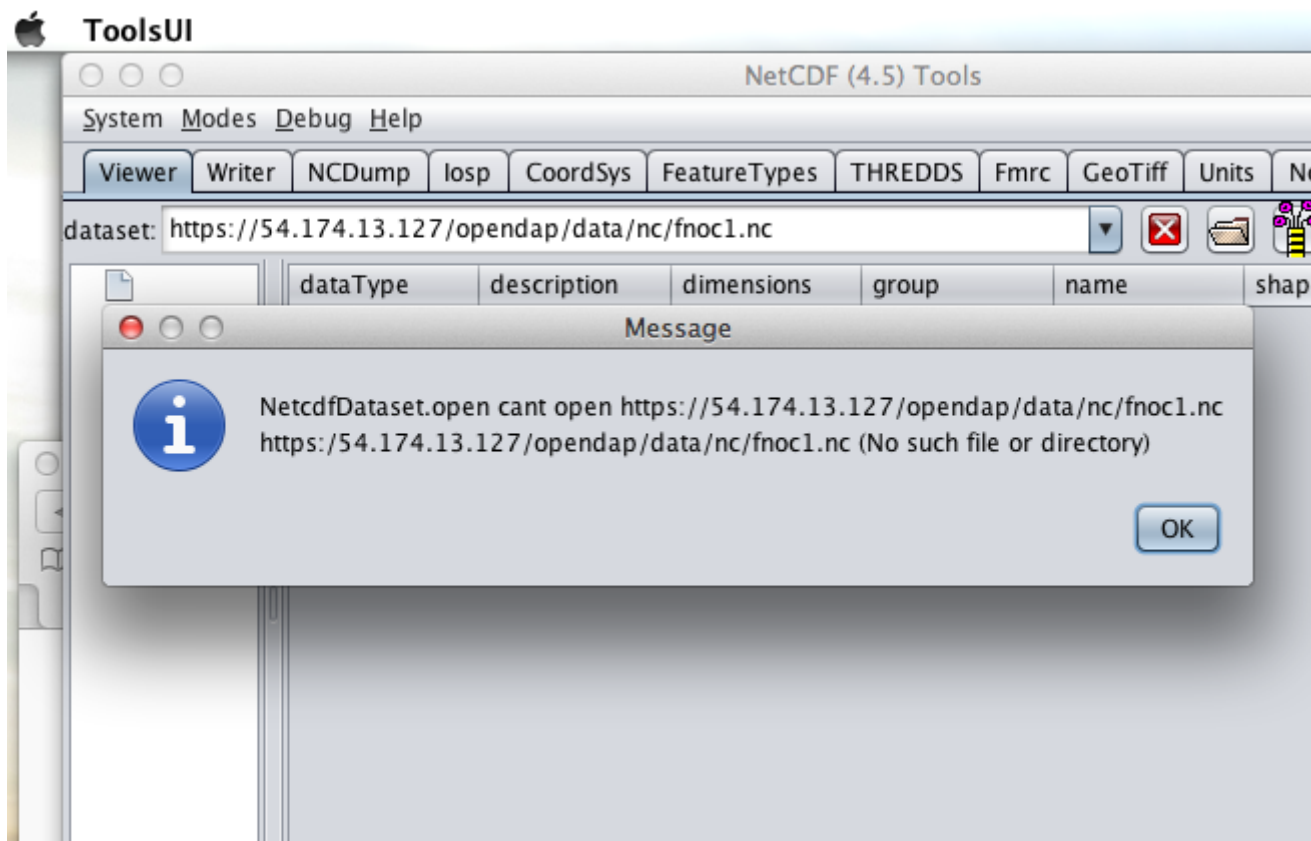 ToolsUI
NetCDF (4.5) Tools
System Modes Debug Help
Viewer Writer NCDump Iosp CoordSys FeatureTypes THREDDS Fmrc GeoTiff Units
dataset: https://54.174.13.127/opendap/data/nc/fnoc1.nc
dataType description dimensions group name shap
Message
NetcdfDataset.open cant open https://54.174.13.127/opendap/data/nc/fnoc1.nc
https:/54.174.13.127/opendap/data/nc/fnoc1.nc (No such file or directory)
OK